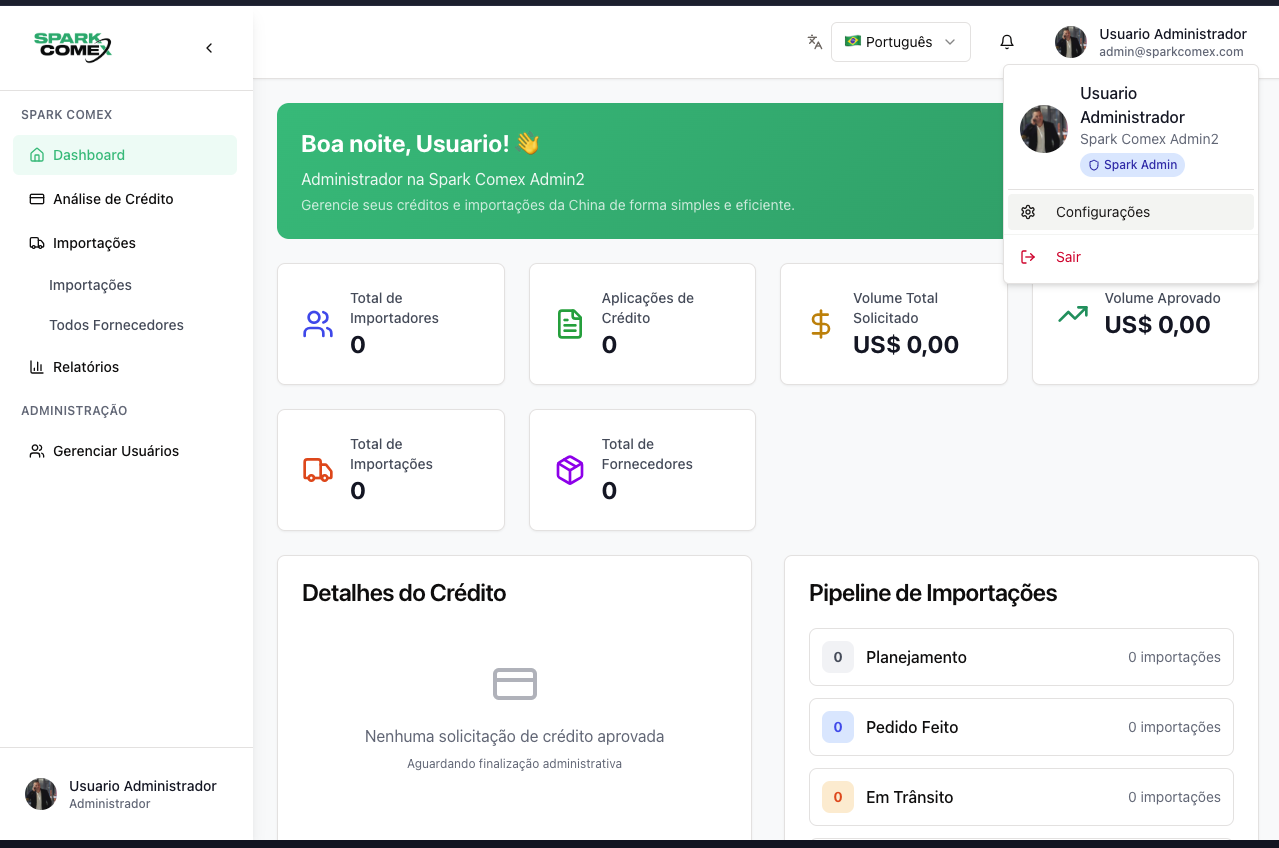 SPARK
COMEX
Português
Usuario Administrador
admin@sparkcomex.com
Usuario
Administrador
Spark Comex Admin2
Spark Admin
Configurações
Sair
SPARK COMEX
Dashboard
Análise de Crédito
Importações
Importações
Todos Fornecedores
Relatórios
ADMINISTRAÇÃO
Gerenciar Usuários
Usuario Administrador
Administrador
Boa noite, Usuario! 👋
Administrador na Spark Comex Admin2
Gerencie seus créditos e importações da China de forma simples e eficiente.
Total de
Importadores
0
Aplicações de
Crédito
0
Volume Total
Solicitado
US$ 0,00
Volume Aprovado
US$ 0,00
Total de
Importações
0
Total de
Fornecedores
0
Detalhes do Crédito
Nenhuma solicitação de crédito aprovada
Aguardando finalização administrativa
Pipeline de Importações
0 Planejamento 0 importações
0 Pedido Feito 0 importações
0 Em Trânsito 0 importações